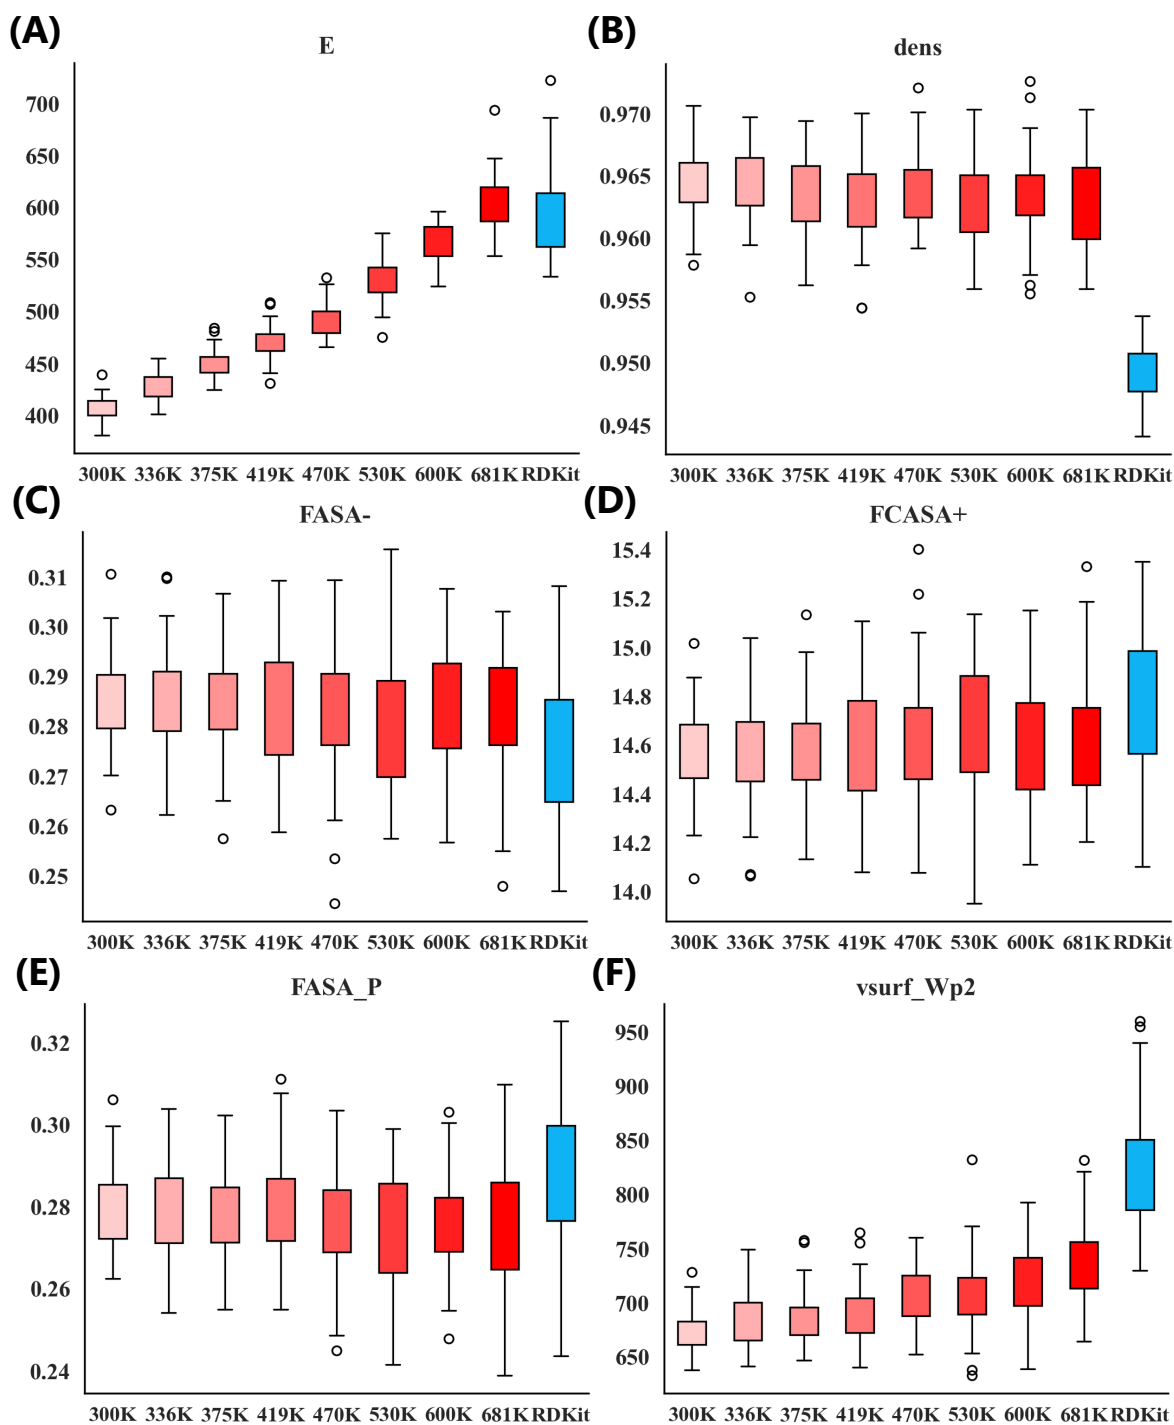 (A)
E
700
650
600
550
500
450
400
300K 336K 375K 419K 470K 530K 600K 681K RDKit
(B)
dens
0.970
0.965
0.960
0.955
0.950
0.945
300K 336K 375K 419K 470K 530K 600K 681K RDKit
(C)
FASA-
0.31
0.30
0.29
0.28
0.27
0.26
0.25
300K 336K 375K 419K 470K 530K 600K 681K RDKit
(D)
FCASA+
15.4
15.2
15.0
14.8
14.6
14.4
14.2
14.0
300K 336K 375K 419K 470K 530K 600K 681K RDKit
(E)
FASA_P
0.32
0.30
0.28
0.26
0.24
300K 336K 375K 419K 470K 530K 600K 681K RDKit
(F)
vsurf_Wp2
950
900
850
800
750
700
650
300K 336K 375K 419K 470K 530K 600K 681K RDKit